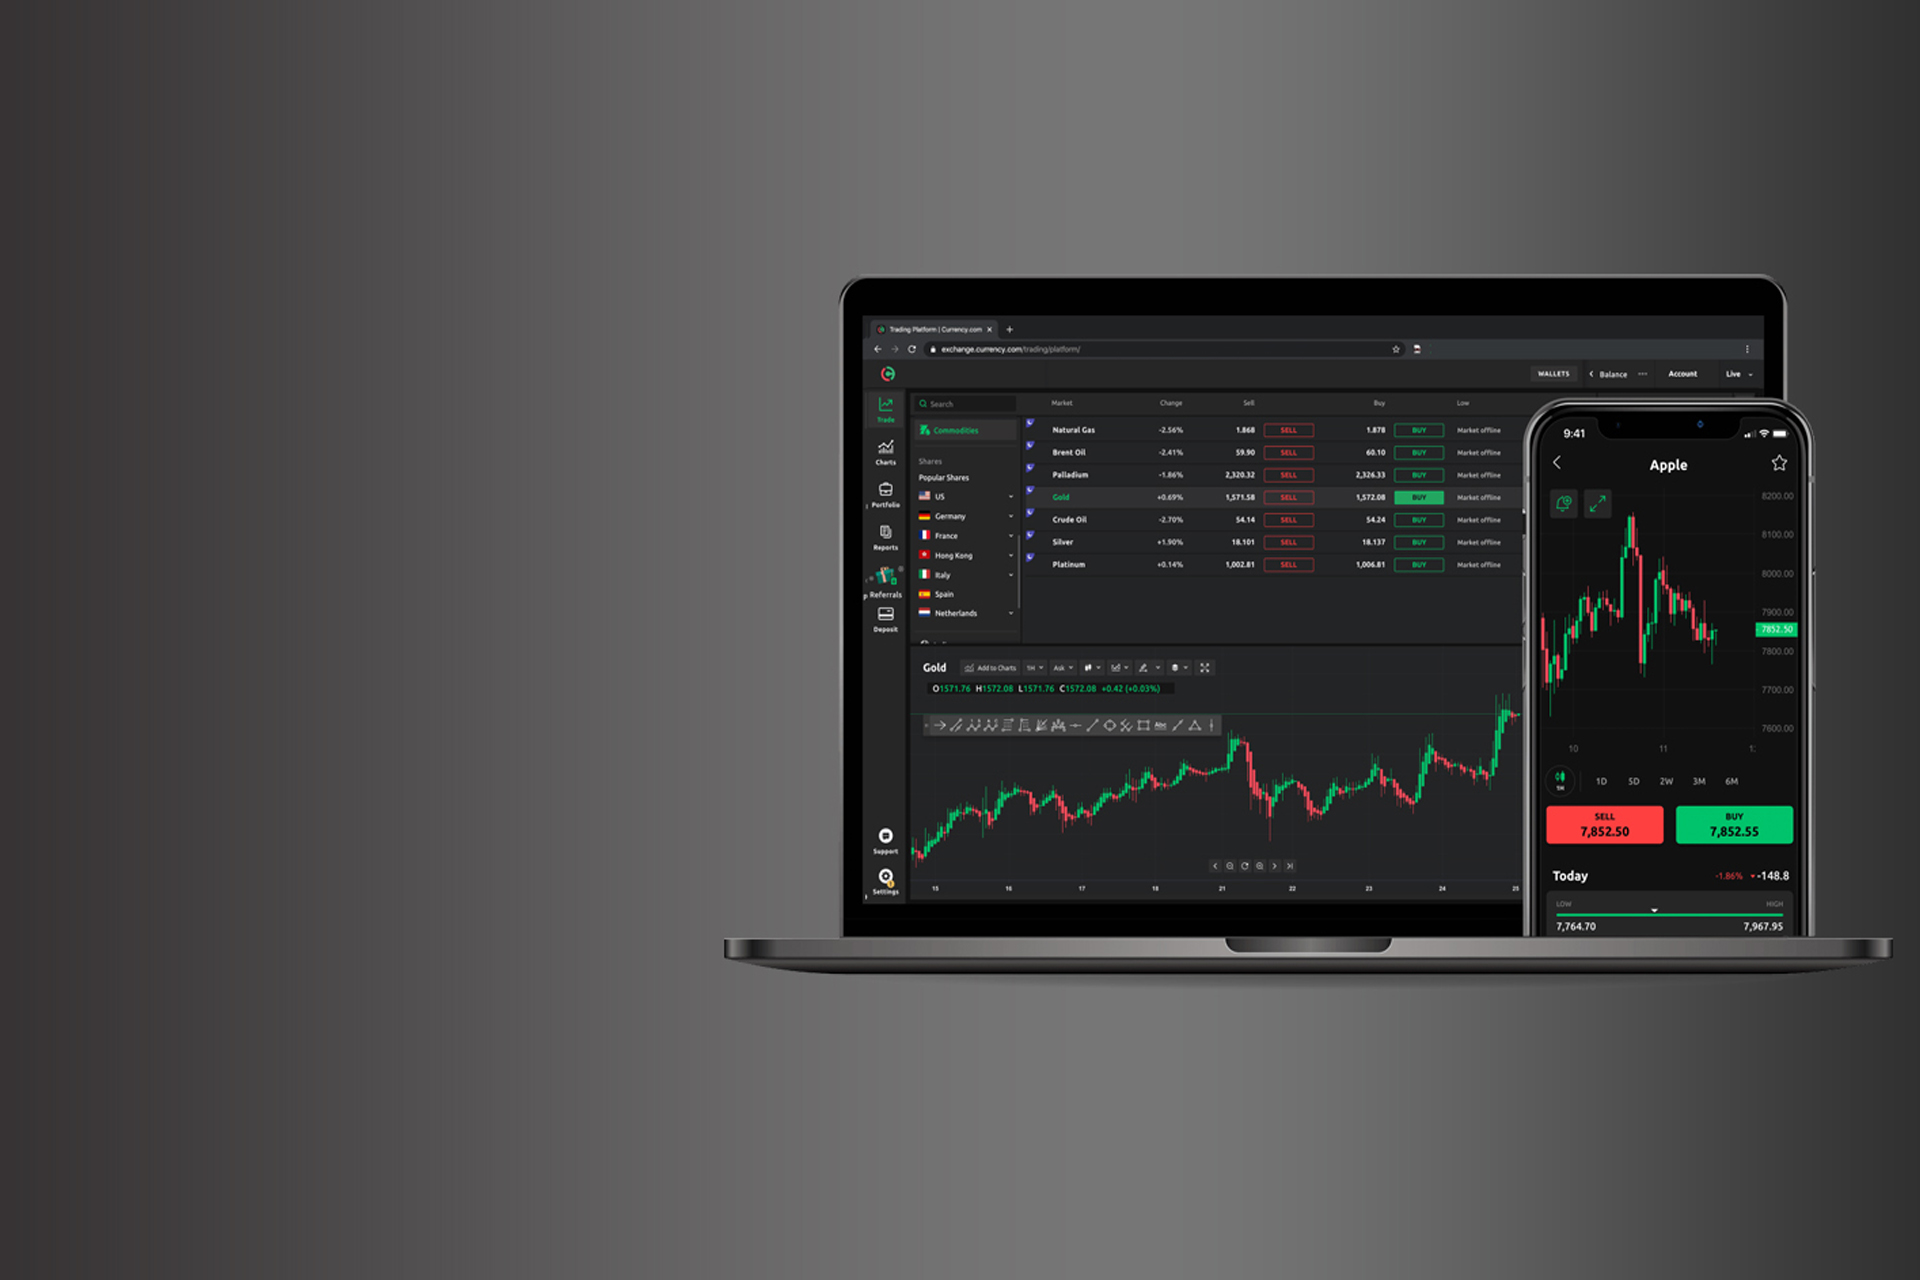 Trading Platform | Currency.com
exchange.currency.com/trading/platform/
WALLETS Balance Account Live
Trade
Charts
Portfolio
Reports
Referrals
Deposit
Support
Settings
Search
Commodities
Shares
Popular Shares
US
Germany
France
Hong Kong
Italy
Spain
Netherlands
Market Change Sell Buy Low
Natural Gas -2.56% 1.868 SELL 1.878 BUY Market offline
Brent Oil -2.41% 59.90 SELL 60.10 BUY Market offline
Palladium -1.86% 2,320.32 SELL 2,326.33 BUY Market offline
Gold +0.69% 1,571.58 SELL 1,572.08 BUY Market offline
Crude Oil -2.70% 54.14 SELL 54.24 BUY Market offline
Silver +1.90% 18.101 SELL 18.137 BUY Market offline
Platinum +0.14% 1,002.81 SELL 1,006.81 BUY Market offline
Gold Add to Charts 1H Ask
O1571.76 H1572.08 L1571.76 C1572.08 +0.42 (+0.03%)
Abc
15 16 17 18 21 22 23 24 25
9:41
Apple
8200.00
8100.00
8000.00
7900.00
7852.50
7800.00
7700.00
7600.00
10 11 1:
1H 1D 5D 2W 3M 6M
SELL
7,852.50
BUY
7,852.55
Today -1.86% -148.8
LOW HIGH
7,764.70 7,967.95